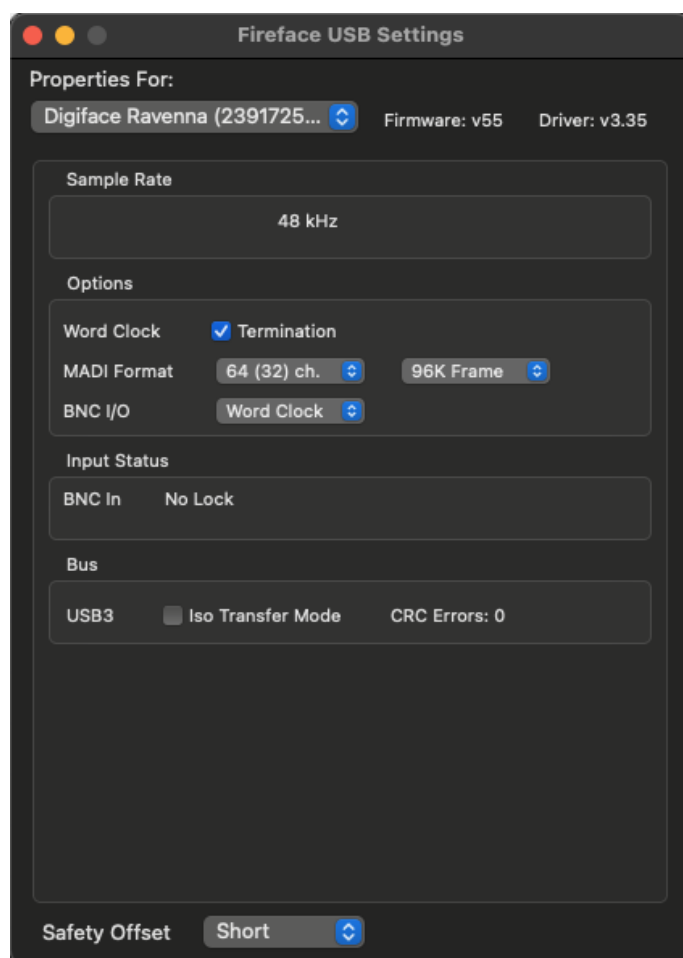 Fireface USB Settings
Properties For:
Digiface Ravenna (2391725... Firmware: v55 Driver: v3.35
Sample Rate
48 kHz
Options
Word Clock Termination
MADI Format 64 (32) ch. 96K Frame
BNC I/O Word Clock
Input Status
BNC In No Lock
Bus
USB3 Iso Transfer Mode CRC Errors: 0
Safety Offset Short